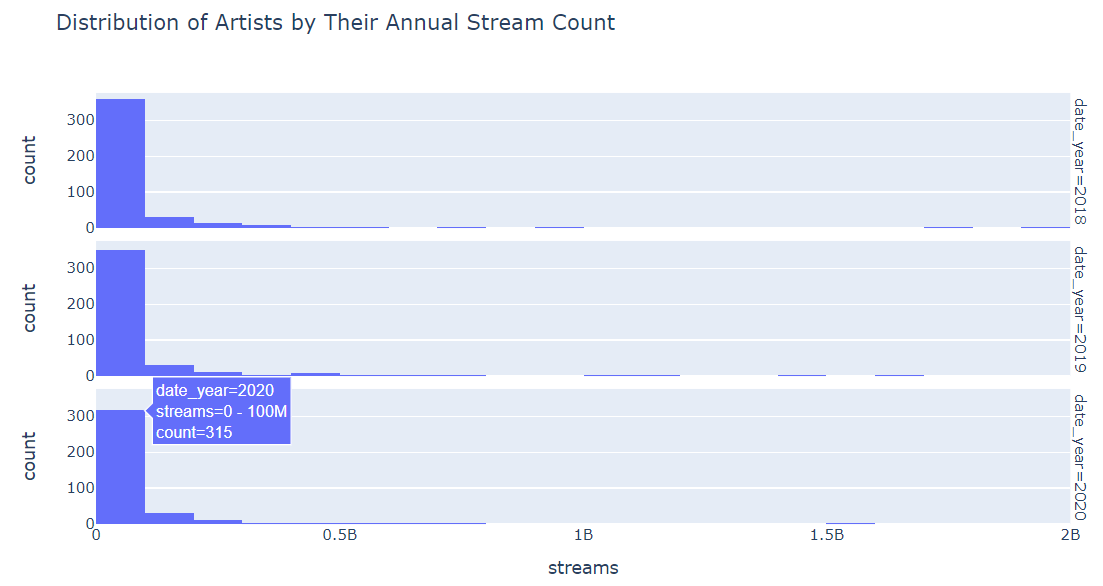 Distribution of Artists by Their Annual Stream Count
count
300
200
100
0
date_year=2018
count
300
200
100
0
date_year=2019
date_year=2020
streams=0 - 100M
count=315
count
300
200
100
0
date_year=2020
0 0.5B 1B 1.5B 2B
streams